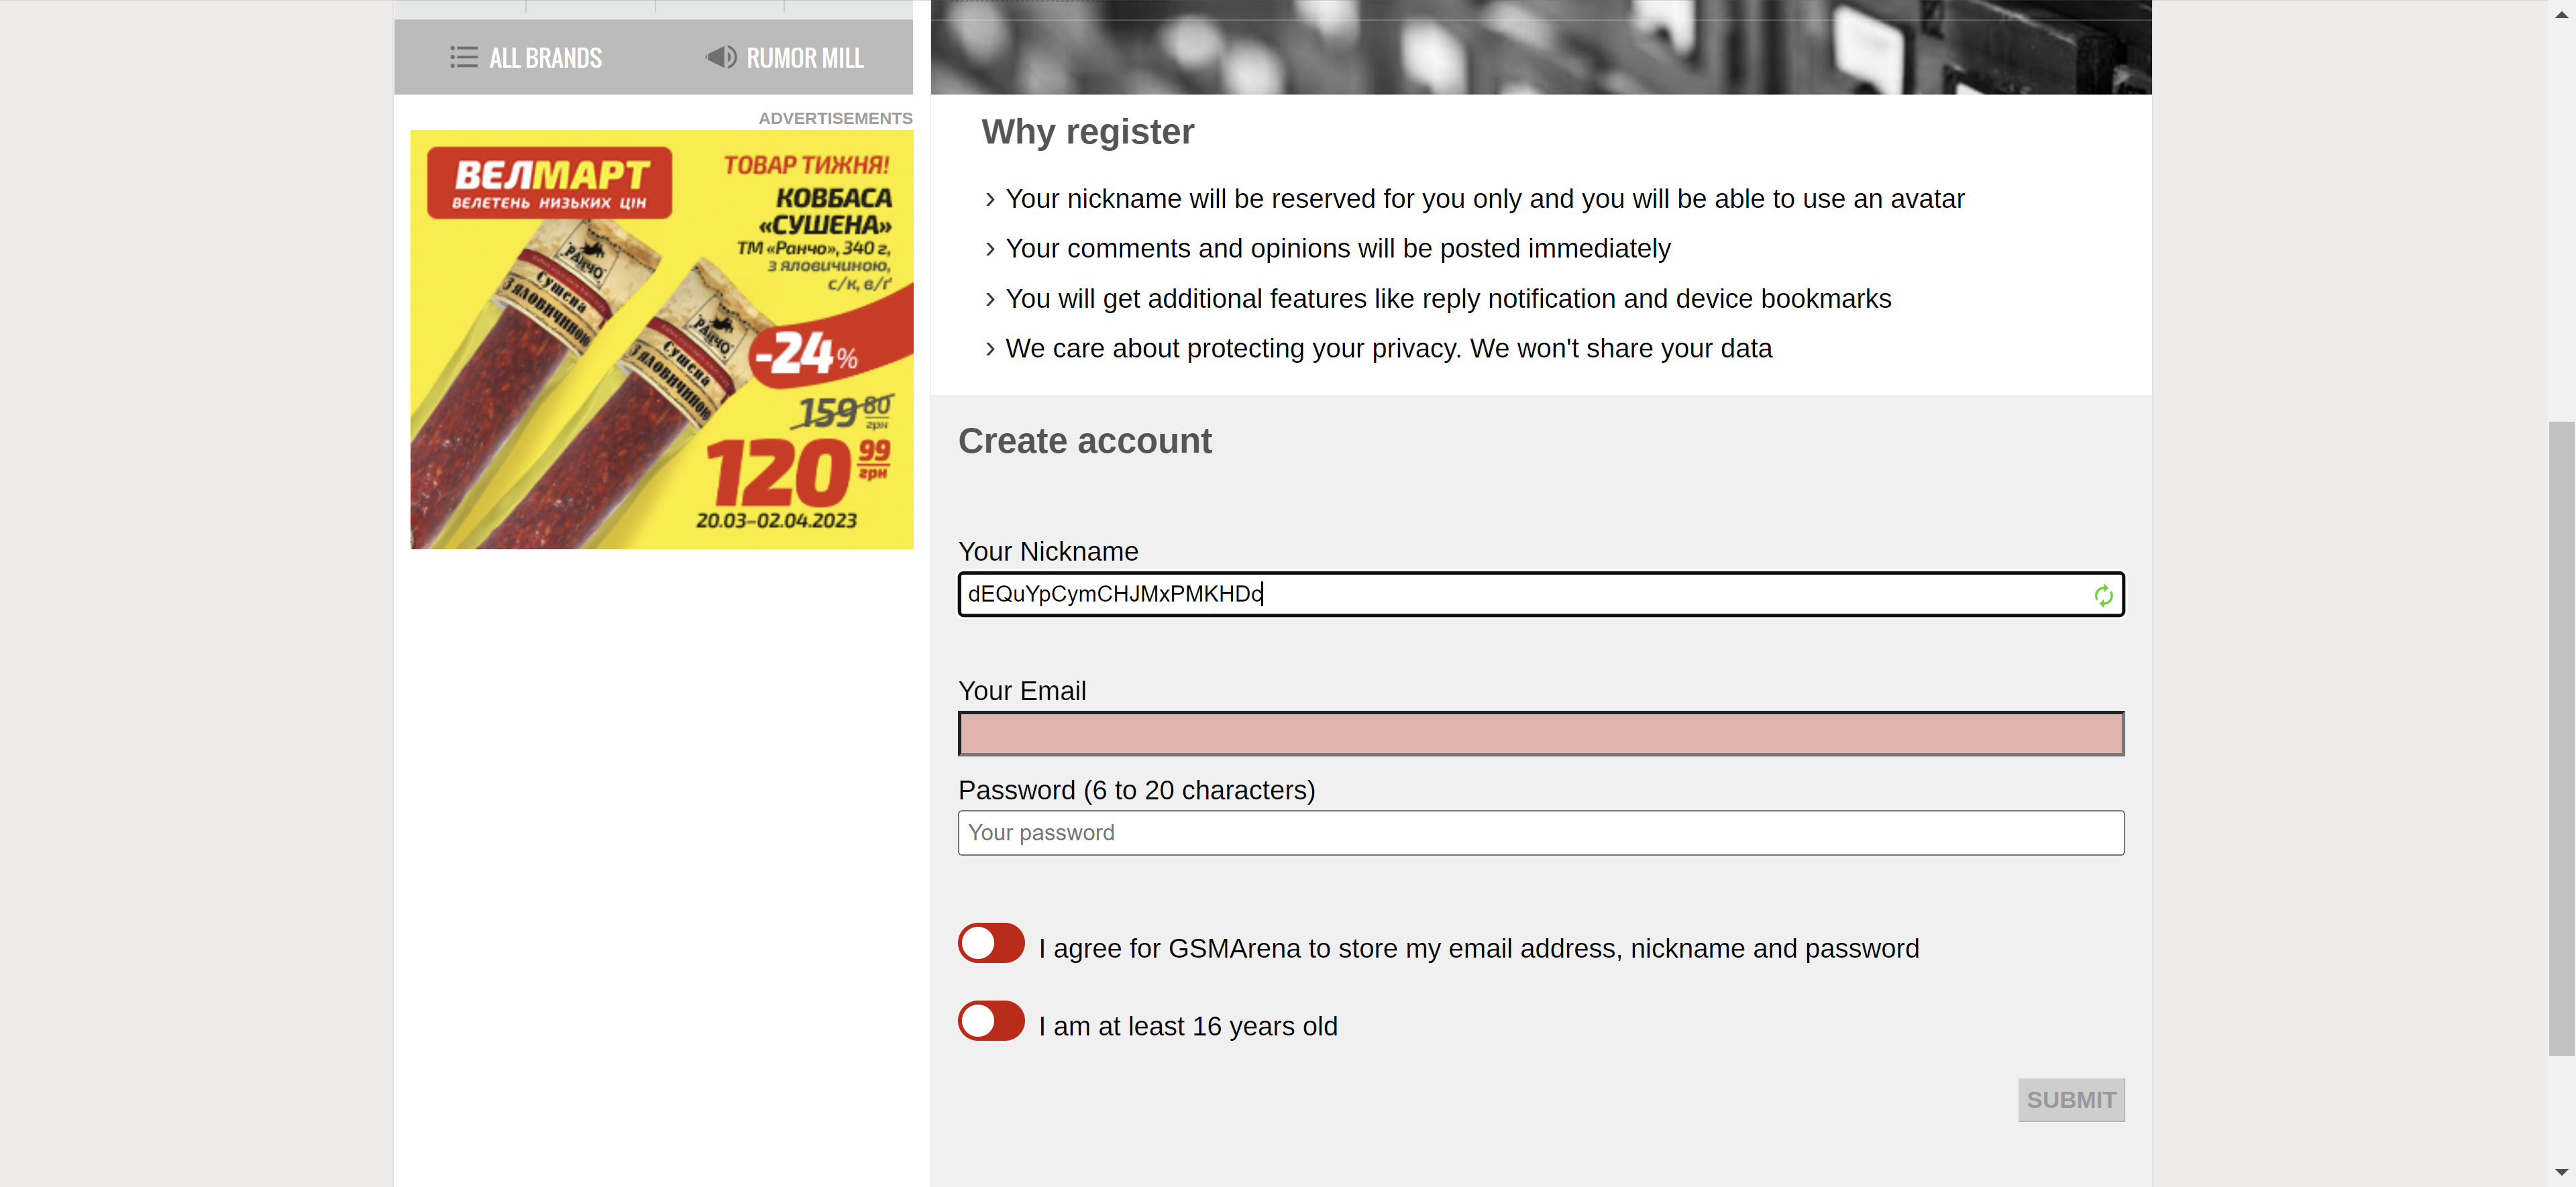 ALL BRANDS
RUMOR MILL
ADVERTISEMENTS
ВЕЛМАРТ
ВЕЛЕТЕНЬ НИЗЬКИХ ЦІН
ТОВАР ТИЖНЯ!
КОВБАСА
«СУШЕНА»
ТМ «Ранчо», 340 г,
з яловичиною,
с/к, в/ґ
РАНЧО
Сушена
З ЯЛОВИЧИНОЮ
РАНЧО
Сушена
З ЯЛОВИЧИНОЮ
-24%
159 80 грн
120 99 грн
20.03–02.04.2023
Why register
Your nickname will be reserved for you only and you will be able to use an avatar
Your comments and opinions will be posted immediately
You will get additional features like reply notification and device bookmarks
We care about protecting your privacy. We won't share your data
Create account
Your Nickname
dEQuYpCymCHJMxPMKHDc
Your Email
Password (6 to 20 characters)
Your password
I agree for GSMArena to store my email address, nickname and password
I am at least 16 years old
SUBMIT